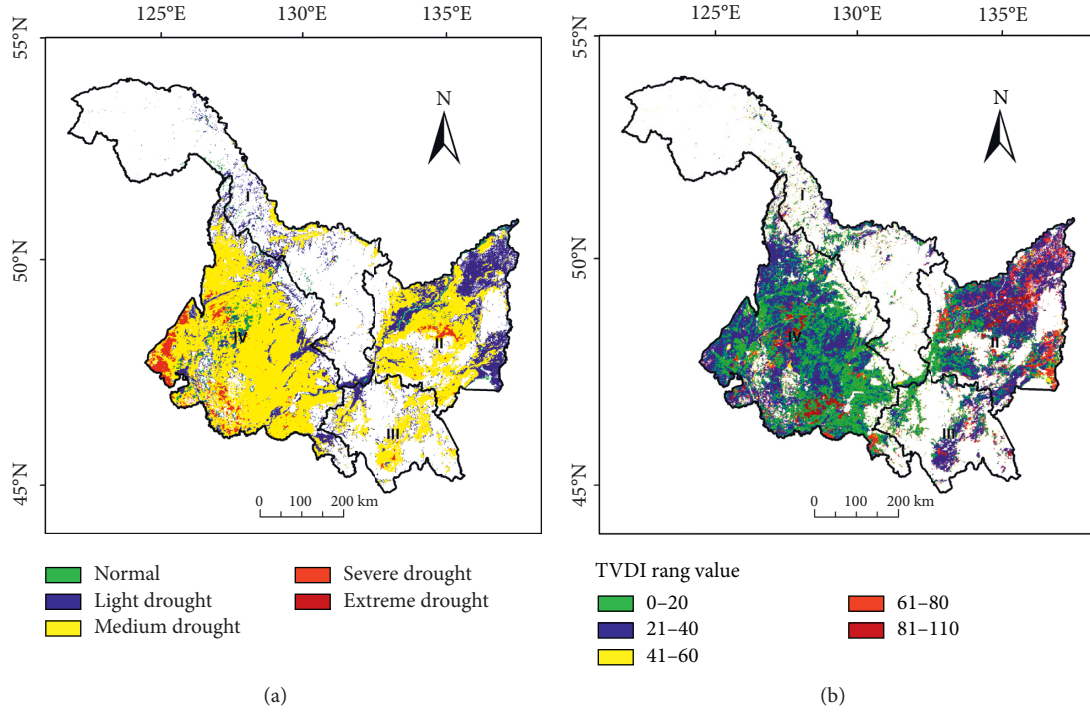 125°E 130°E 135°E
55°N
50°N
45°N
N
I
II
III
IV
0 100 200 km
Normal
Light drought
Medium drought
Severe drought
Extreme drought
(a)
125°E 130°E 135°E
55°N
50°N
45°N
N
I
II
III
IV
0 100 200 km
TVDI rang value
0–20
21–40
41–60
61–80
81–110
(b)